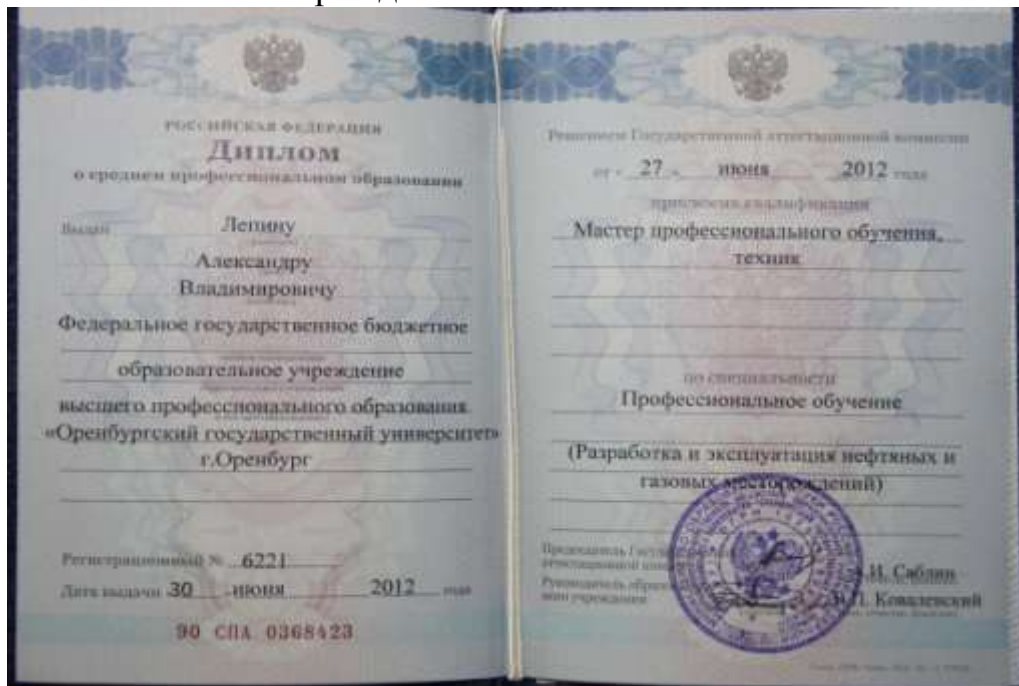 РОССИЙСКАЯ ФЕДЕРАЦИЯ
Диплом
о среднем профессиональном образовании
Выдан Лепину
Александру
Владимировичу
Федеральное государственное бюджетное
образовательное учреждение
высшего профессионального образования
«Оренбургский государственный университет»
г.Оренбург
Регистрационный № 6221
Дата выдачи 30 июня 2012 года
90 СПА 0368423
Решением Государственной аттестационной комиссии
от « 27 » июня 2012 года
присвоена квалификация
Мастер профессионального обучения,
техник
по специальности
Профессиональное обучение
(Разработка и эксплуатация нефтяных и
газовых месторождений)
Председатель
аттестационной
И. Саблин
Руководитель
учреждения
П. Ковалевский